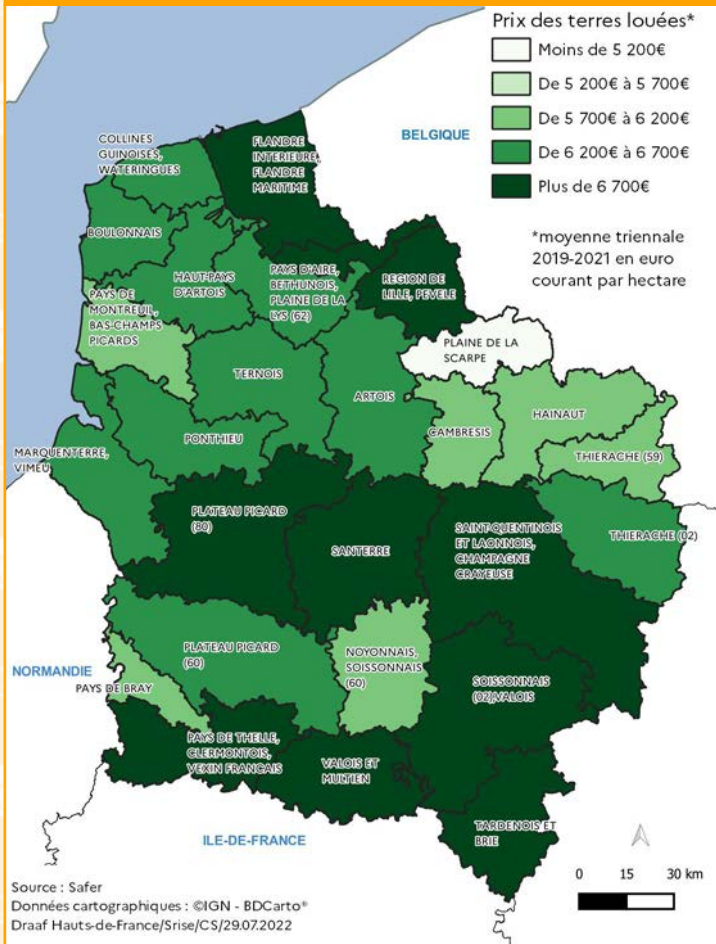 Prix des terres louées*
Moins de 5 200€
De 5 200€ à 5 700€
De 5 700€ à 6 200€
De 6 200€ à 6 700€
Plus de 6 700€
*moyenne triennale
2019-2021 en euro
courant par hectare
BELGIQUE
COLLINES
GUINOISES,
WATERINGUES
FLANDRE
INTERIEURE,
FLANDRE
MARITIME
BOULONNAIS
HAUT-PAYS
D'ARTOIS
PAYS D'AIRE,
BETHUNOIS,
PLAINE DE LA
LYS (62)
REGION DE
LILLE, PEVELE
PAYS DE
MONTREUIL,
BAS-CHAMPS
PICARDS
PLAINE DE LA
SCARPE
TERNOIS
ARTOIS
HAINAUT
CAMBRESIS
PONTHIEU
MARQUENTERRE,
VIMEU
THIERACHE (59)
PLATEAU PICARD
(80)
SANTERRE
SAINT-QUENTINOIS
ET LAONNOIS,
CHAMPAGNE
CRAYEUSE
THIERACHE (02)
NORMANDIE
PLATEAU PICARD
(60)
NOYONNAIS,
SOISSONNAIS
(60)
PAYS DE BRAY
SOISSONNAIS
(02),VALOIS
PAYS DE THELLE,
CLERMONTOIS,
VEXIN FRANCAIS
VALOIS ET
MULTIEN
TARDENOIS ET
BRIE
ILE-DE-FRANCE
0 15 30 km
Source : Safer
Données cartographiques : ©IGN - BDCarto®
Draaf Hauts-de-France/Srise/CS/29.07.2022